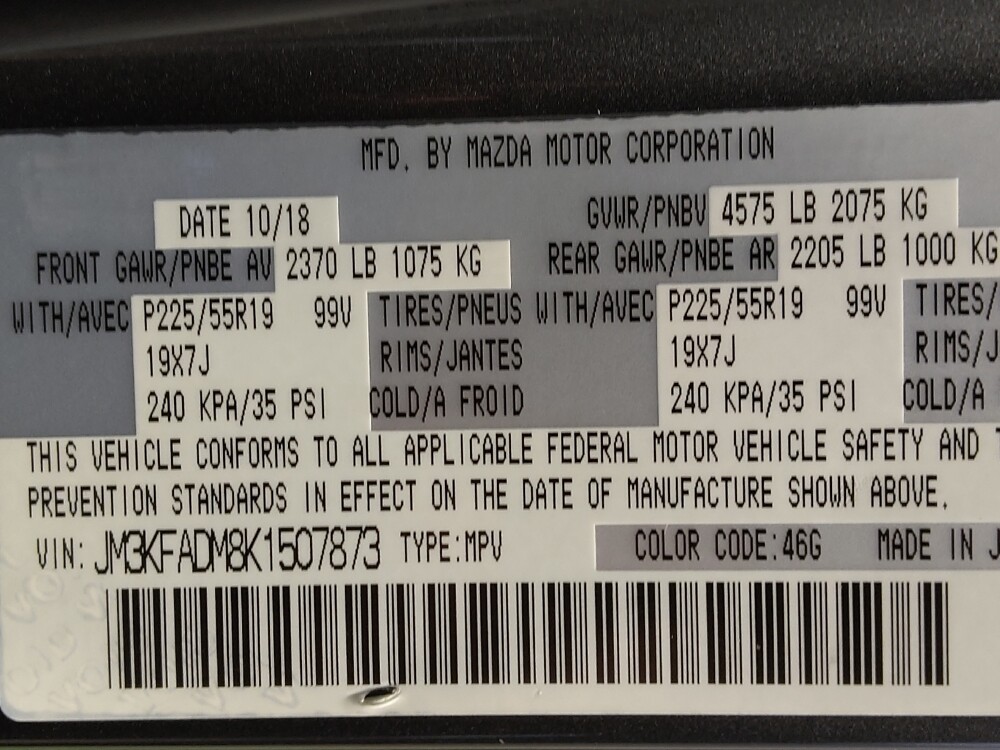 MFD. BY MAZDA MOTOR CORPORATION
DATE 10/18 GVWR/PNBV 4575 LB 2075 KG
FRONT GAWR/PNBE AV 2370 LB 1075 KG REAR GAWR/PNBE AR 2205 LB 1000 KG
WITH/AVEC P225/55R19 99V TIRES/PNEUS WITH/AVEC P225/55R19 99V TIRES/
19X7J RIMS/JANTES 19X7J RIMS/J
240 KPA/35 PSI COLD/A FROID 240 KPA/35 PSI COLD/A
THIS VEHICLE CONFORMS TO ALL APPLICABLE FEDERAL MOTOR VEHICLE SAFETY AND T
PREVENTION STANDARDS IN EFFECT ON THE DATE OF MANUFACTURE SHOWN ABOVE.
VIN: JM3KFADM8K1507873 TYPE:MPV COLOR CODE:46G MADE IN J